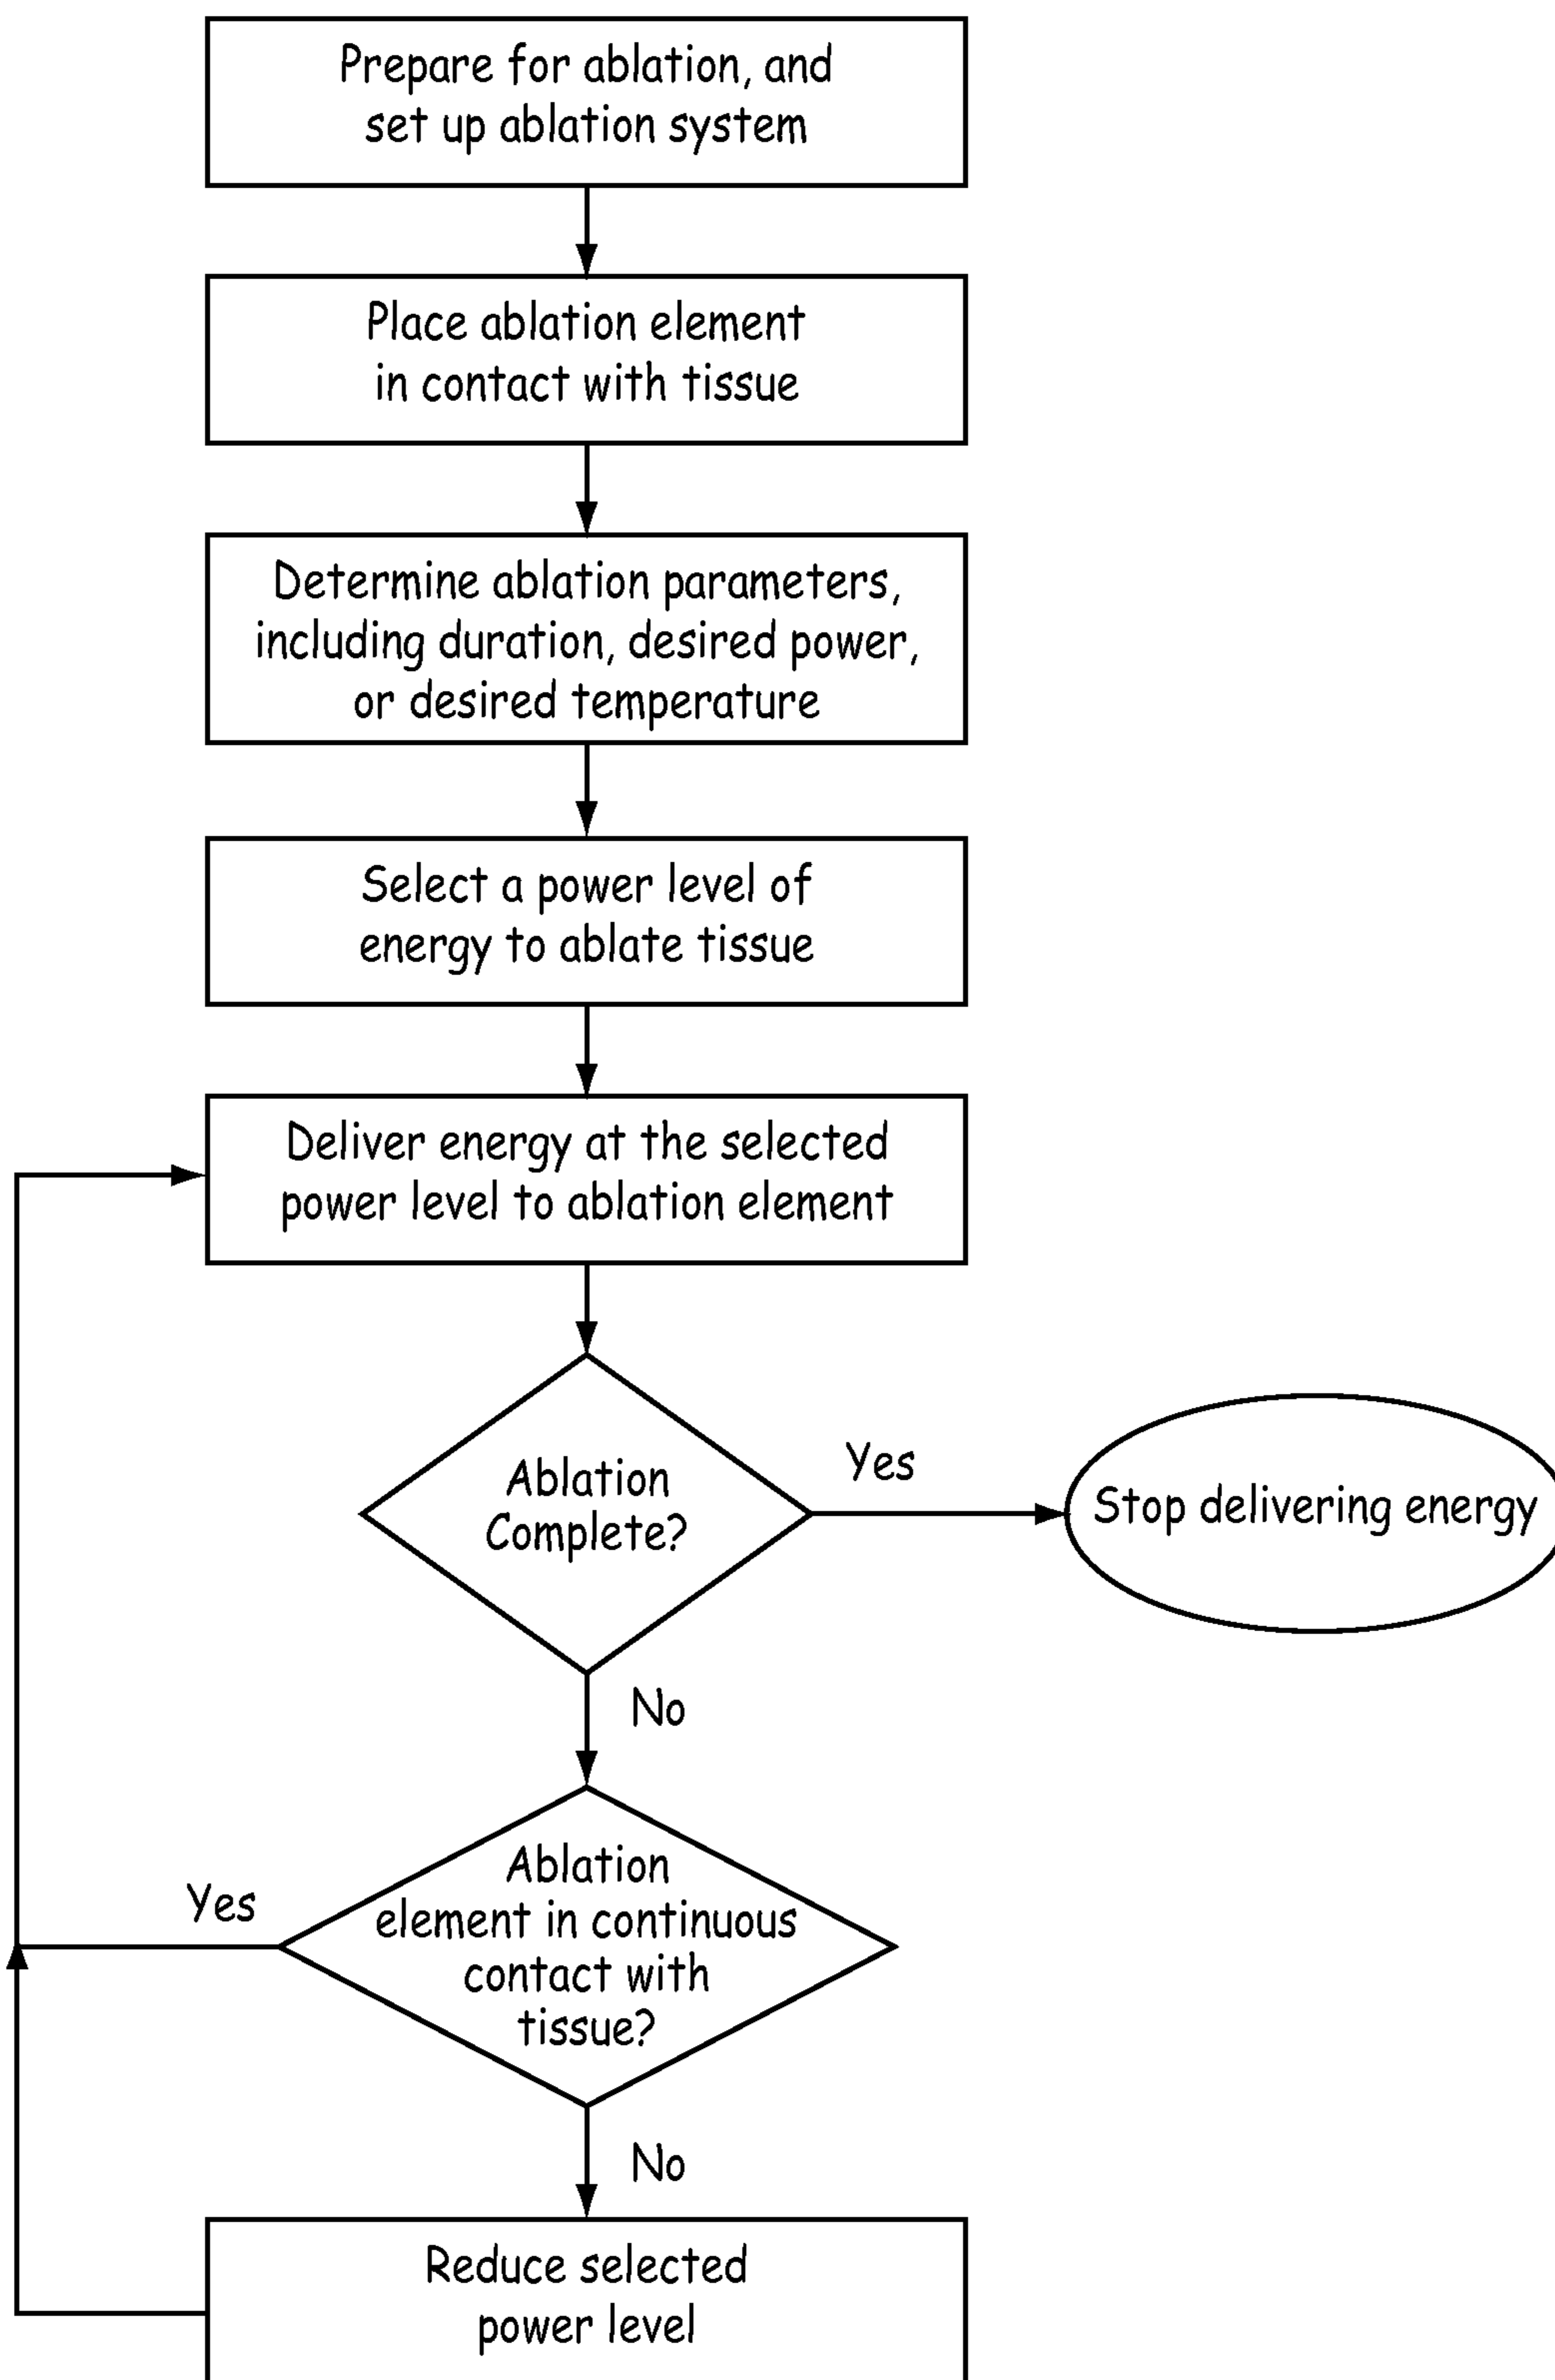 Prepare for ablation, and
set up ablation system
Place ablation element
in contact with tissue
Determine ablation parameters,
including duration, desired power,
or desired temperature
Select a power level of
energy to ablate tissue
Deliver energy at the selected
power level to ablation element
Ablation
Complete?
Yes
Stop delivering energy
No
Ablation
element in continuous
contact with
tissue?
Yes
No
Reduce selected
power level